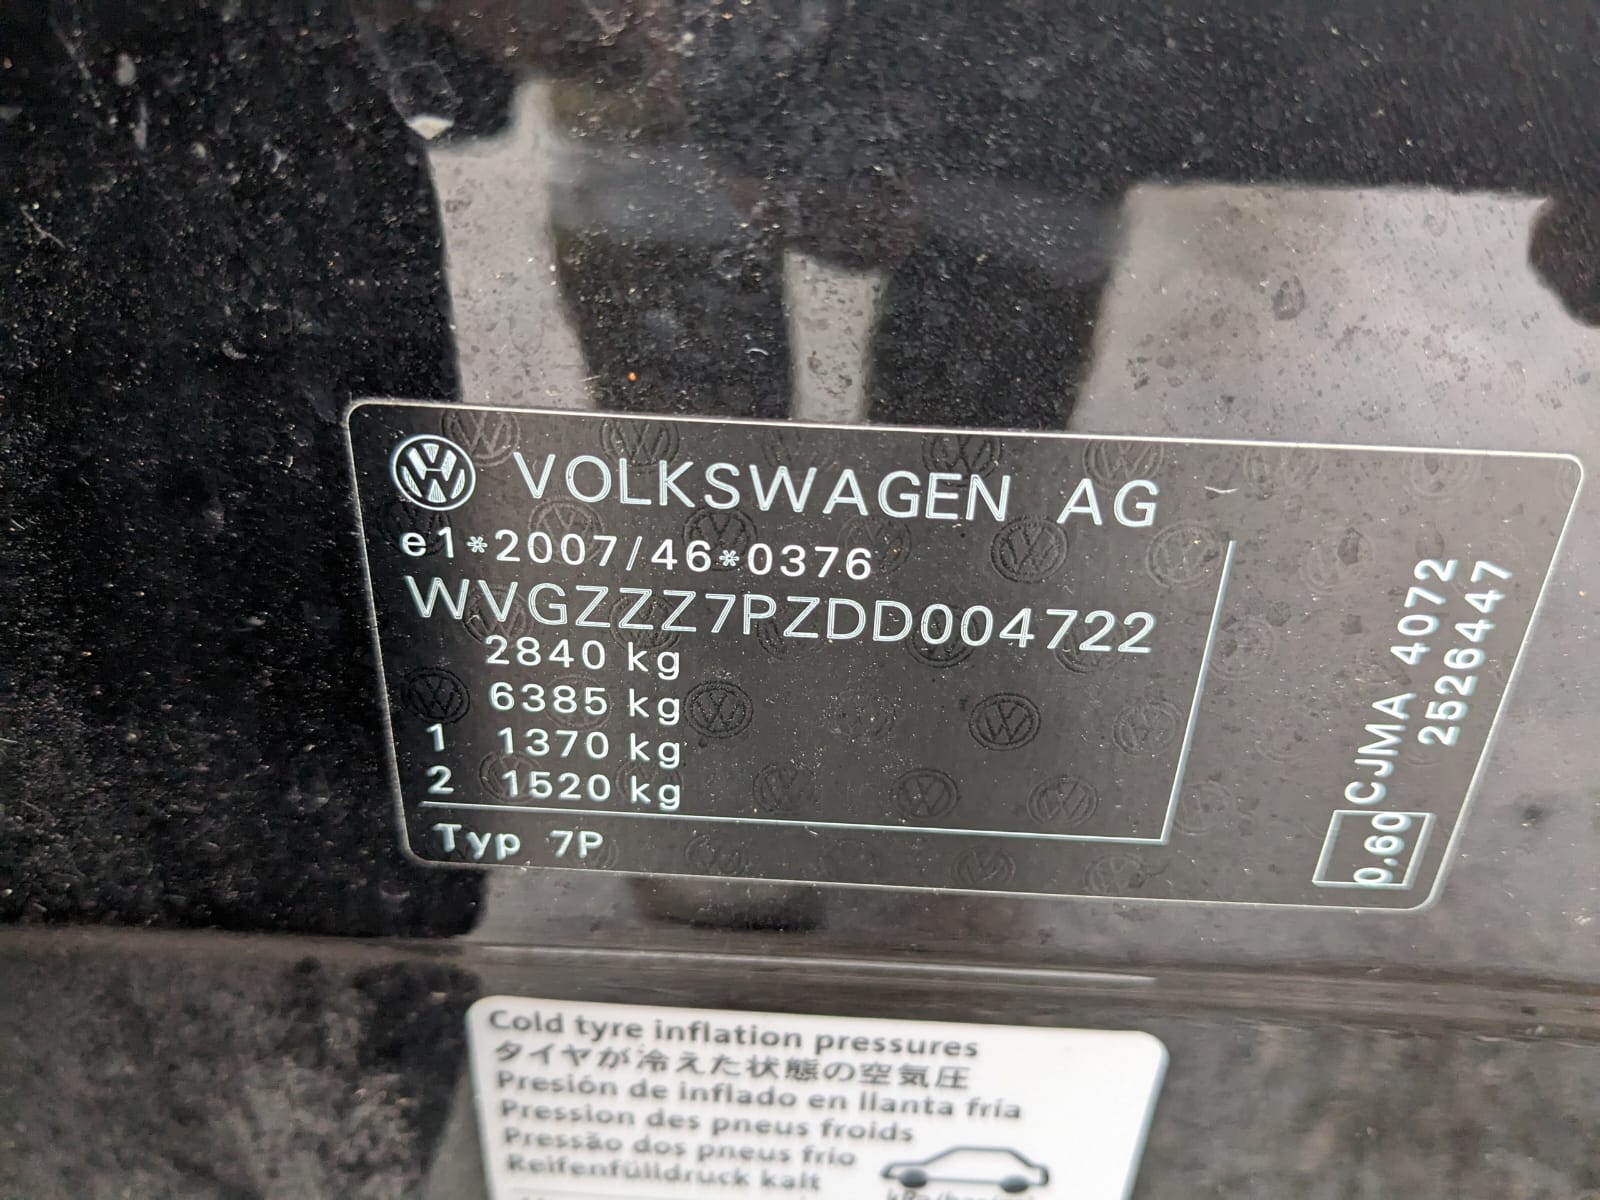 VOLKSWAGEN AG
e1*2007/46*0376
WVGZZZ7PZDD004722
2840 kg
6385 kg
1 1370 kg
2 1520 kg
Typ 7P
0.60 CJMA 4072
2526447
Cold tyre inflation pressures
タイヤが冷えた状態の空気圧
Presión de inflado en llanta fría
Pression des pneus froids
Pressão dos pneus frio
Reifenfülldruck kalt